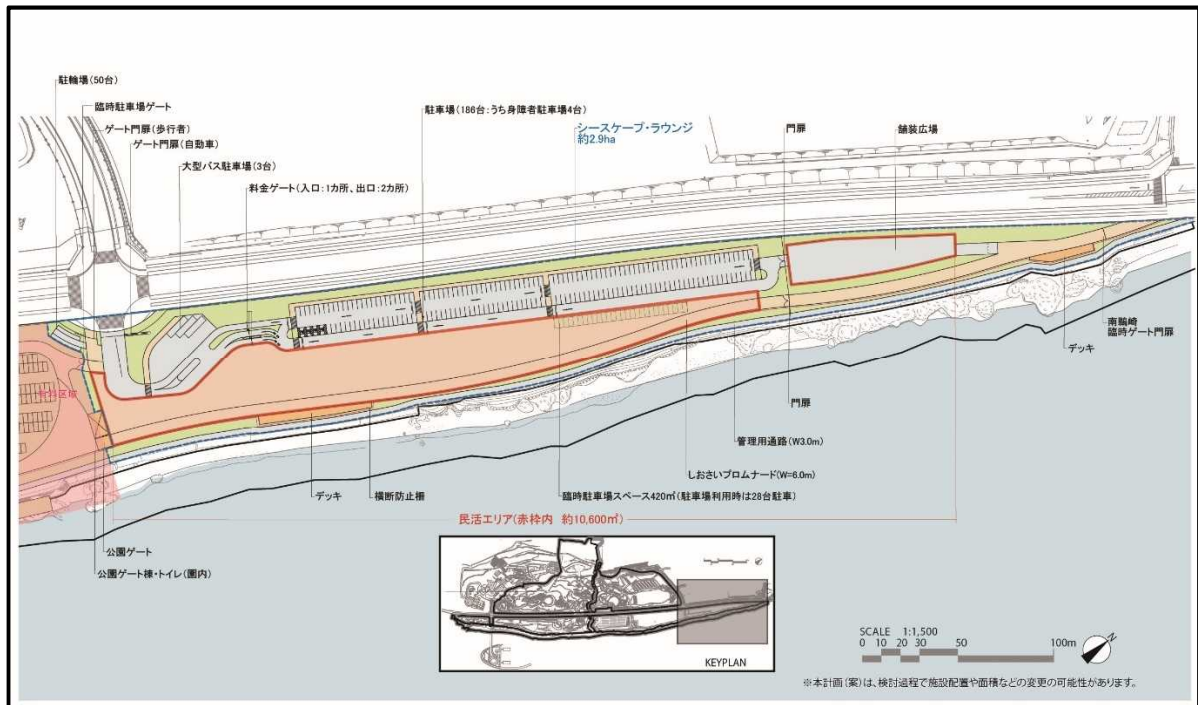 駐輪場(50台)
臨時駐車場ゲート
ゲート門扉(歩行者)
ゲート門扉(自動車)
大型バス駐車場(3台)
料金ゲート(入口:1カ所、出口:2カ所)
駐車場(186台:うち身障者駐車場4台)
シースケープ・ラウンジ
約2.9ha
門扉
舗装広場
南鵜崎
臨時ゲート門扉
デッキ
門扉
管理用通路(W3.0m)
しおさいプロムナード(W=6.0m)
臨時駐車場スペース420㎡(駐車場利用時は28台駐車)
横断防止柵
デッキ
民活エリア(赤枠内 約10,600㎡)
公園ゲート
公園ゲート棟・トイレ(園内)
KEYPLAN
SCALE 1:1,500
0 10 20 30 50 100m
N
※本計画(案)は、検討過程で施設配置や面積などの変更の可能性があります。